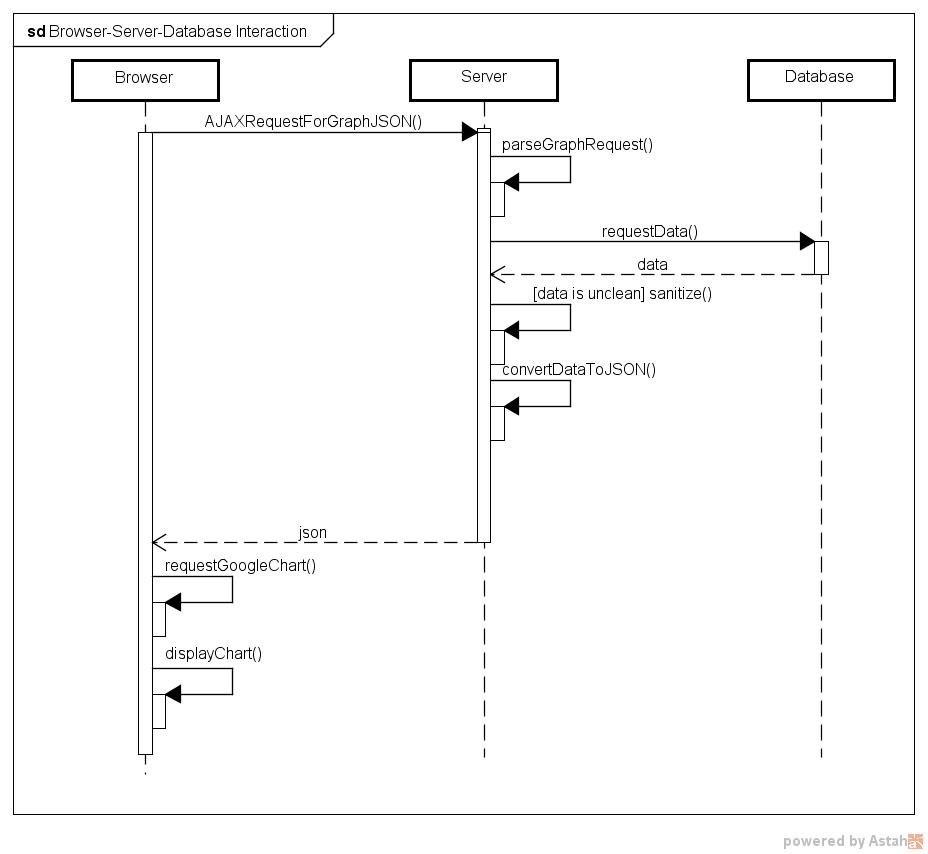 sd Browser-Server-Database Interaction
Browser
Server
Database
AJAXRequestForGraphJSON()
parseGraphRequest()
requestData()
data
[data is unclean] sanitize()
convertDataToJSON()
json
requestGoogleChart()
displayChart()
powered by Astah